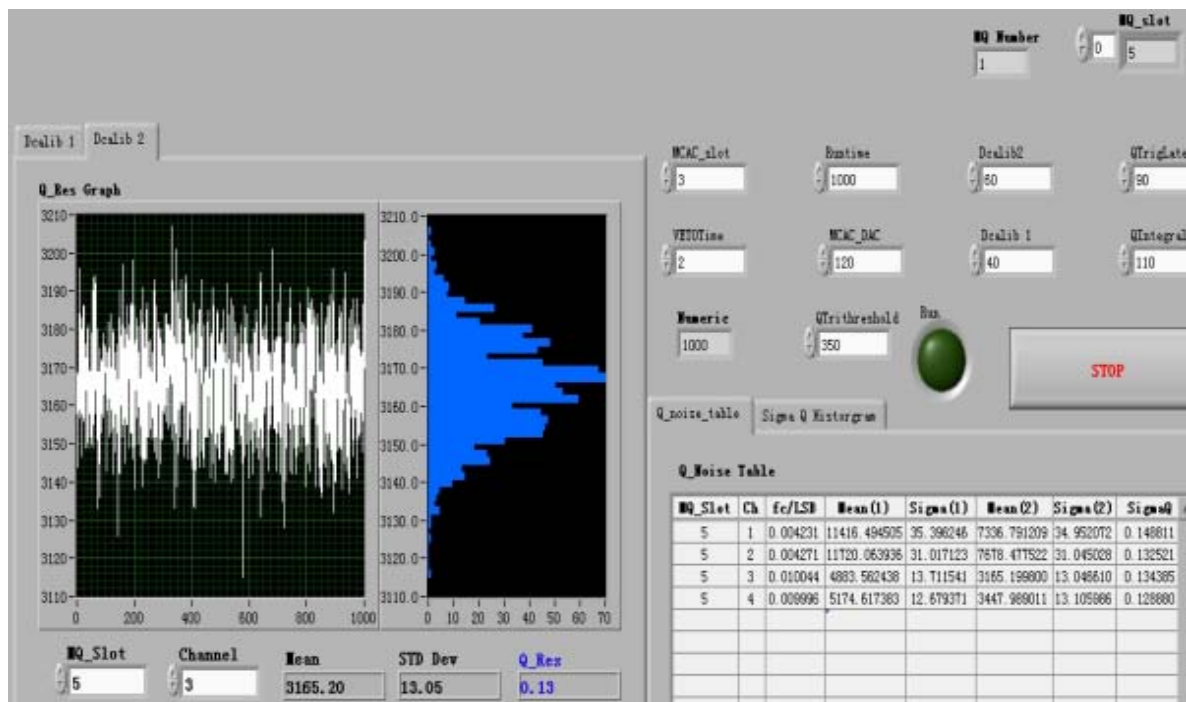 MQ_slot
MQ Number
0 5
1
Dcalib 1 Dcalib 2
MCAC_slot Runtime Dcalib2 QTrigLate
3 1000 60 90
Q_Res Graph
VETOTime MCAC_DAC Dcalib 1 QIntegral
2 120 40 110
Numeric QTrithreshold Run
1000 350
STOP
3210
3200
3190
3180
3170
3160
3150
3140
3130
3120
3110
0 200 400 600 800 1000
3210.0
3200.0
3190.0
3180.0
3170.0
3160.0
3150.0
3140.0
3130.0
3120.0
3110.0
0 10 20 30 40 50 60 70
MQ_Slot Channel Mean STD Dev Q_Res
5 3 3165.20 13.05 0.13
Q_noize_table Sigma Q Histurgram
Q_Noise Table
MQ_Slot Ch fc/LSB Mean(1) Sigma(1) Mean(2) Sigma(2) SigmaQ
5 1 0.004231 11416.494505 35.396246 7336.791209 34.952072 0.148811
5 2 0.004271 11720.063936 31.017123 7678.477522 31.045028 0.132521
5 3 0.010044 4883.562438 13.711541 3165.199800 13.046610 0.134385
5 4 0.009996 5174.617383 12.679371 3447.989011 13.105986 0.128880